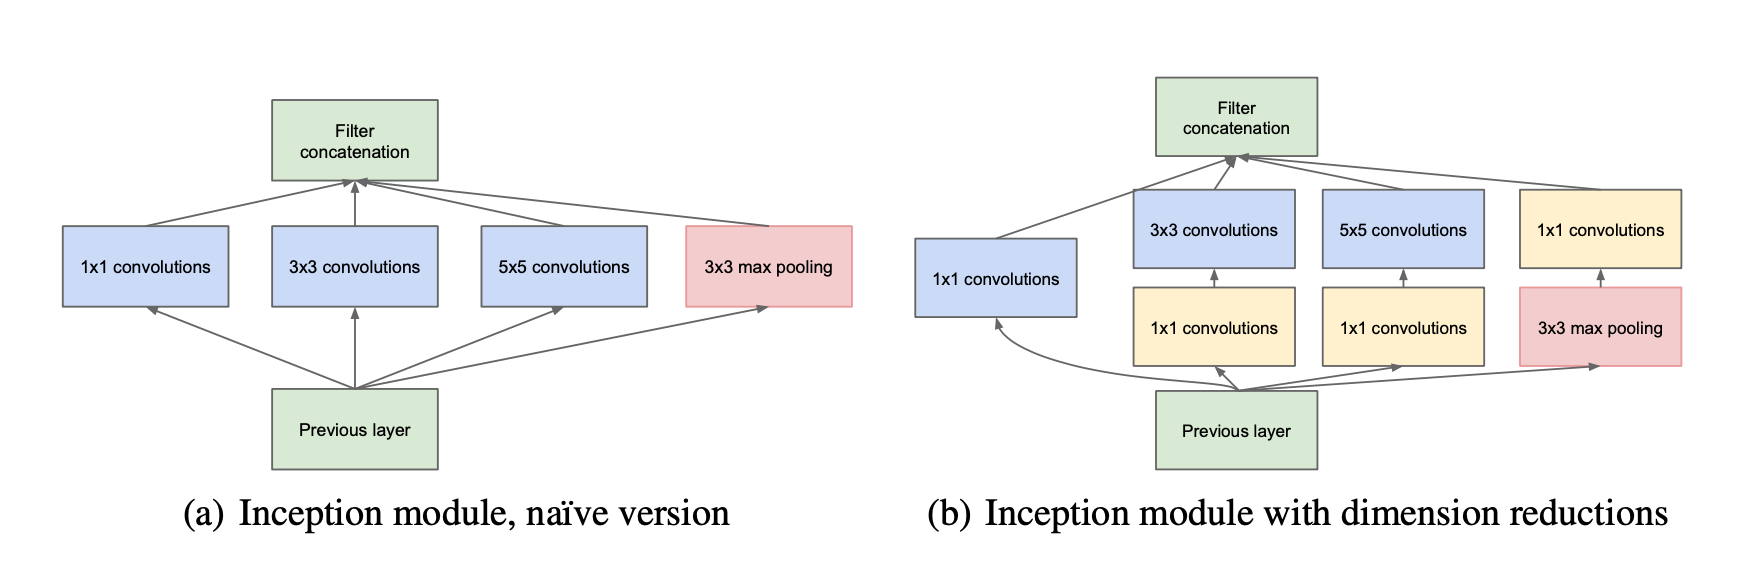 Filter
concatenation
1x1 convolutions
3x3 convolutions
5x5 convolutions
3x3 max pooling
Previous layer
(a) Inception module, naïve version
Filter
concatenation
3x3 convolutions
5x5 convolutions
1x1 convolutions
1x1 convolutions
1x1 convolutions
1x1 convolutions
3x3 max pooling
Previous layer
(b) Inception module with dimension reductions